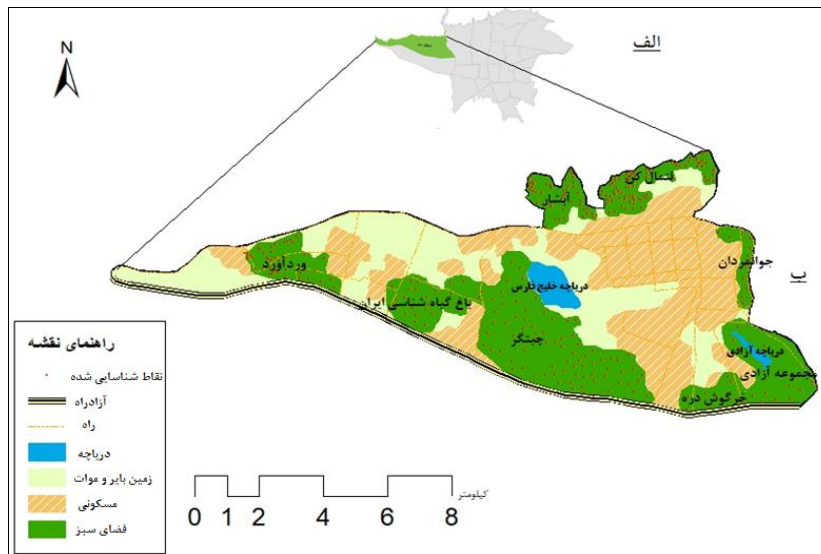 الف
N
کن
آبشار
جوانمردان
وردآورد
دریاچه خلیج فارس
ب
باغ گیاه شناسی ایران
چیتگر
دریاچه آزادی
مجموعه آزادی
خرگوش دره
راهنمای نقشه
نقاط شناسایی شده
آزادراه
راه
دریاچه
زمین بایر و موات
مسکونی
فضای سبز
کیلومتر
0 1 2 4 6 8